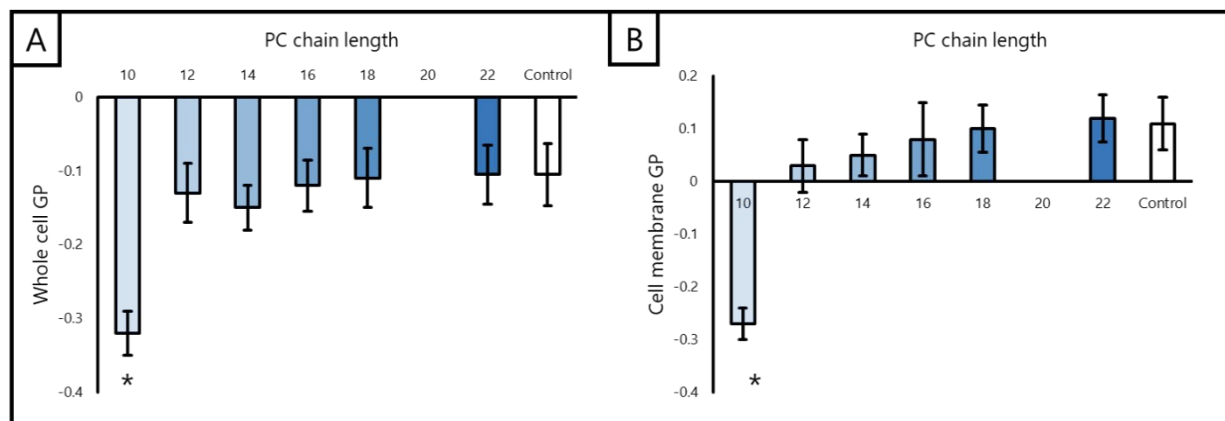 A
PC chain length
10 12 14 16 18 20 22 Control
0
-0.1
-0.2
-0.3
-0.4
Whole cell GP
*
B
PC chain length
0.2
0.1
0
-0.1
-0.2
-0.3
-0.4
10 12 14 16 18 20 22 Control
Cell membrane GP
*